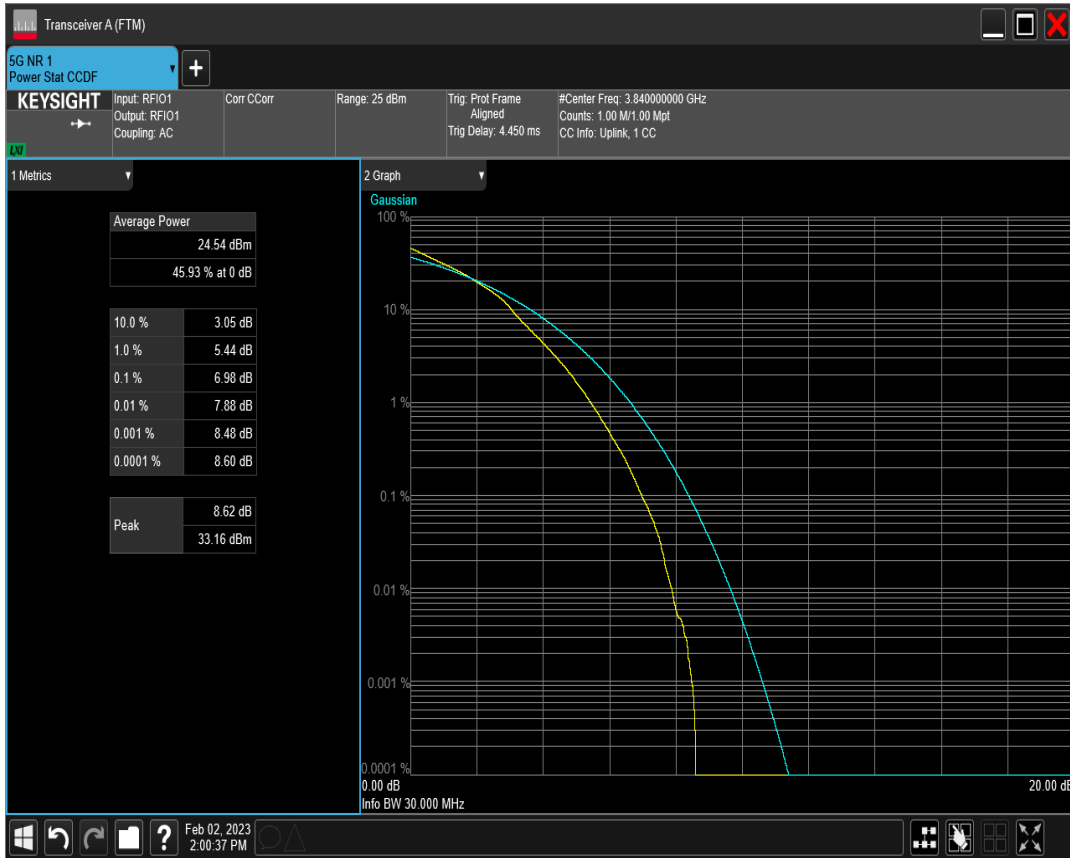 Transceiver A (FTM)
5G NR 1
Power Stat CCDF
+
KEYSIGHT
LXI
Input: RFIO1
Output: RFIO1
Coupling: AC
Corr CCorr
Range: 25 dBm
Trig: Prot Frame
Aligned
Trig Delay: 4.450 ms
#Center Freq: 3.840000000 GHz
Counts: 1.00 M/1.00 Mpt
CC Info: Uplink, 1 CC
1 Metrics
Average Power
24.54 dBm
45.93 % at 0 dB
10.0 % 3.05 dB
1.0 % 5.44 dB
0.1 % 6.98 dB
0.01 % 7.88 dB
0.001 % 8.48 dB
0.0001 % 8.60 dB
Peak
8.62 dB
33.16 dBm
2 Graph
Gaussian
100 %
10 %
1 %
0.1 %
0.01 %
0.001 %
0.0001 %
0.00 dB
20.00 dB
Info BW 30.000 MHz
?
Feb 02, 2023
2:00:37 PM